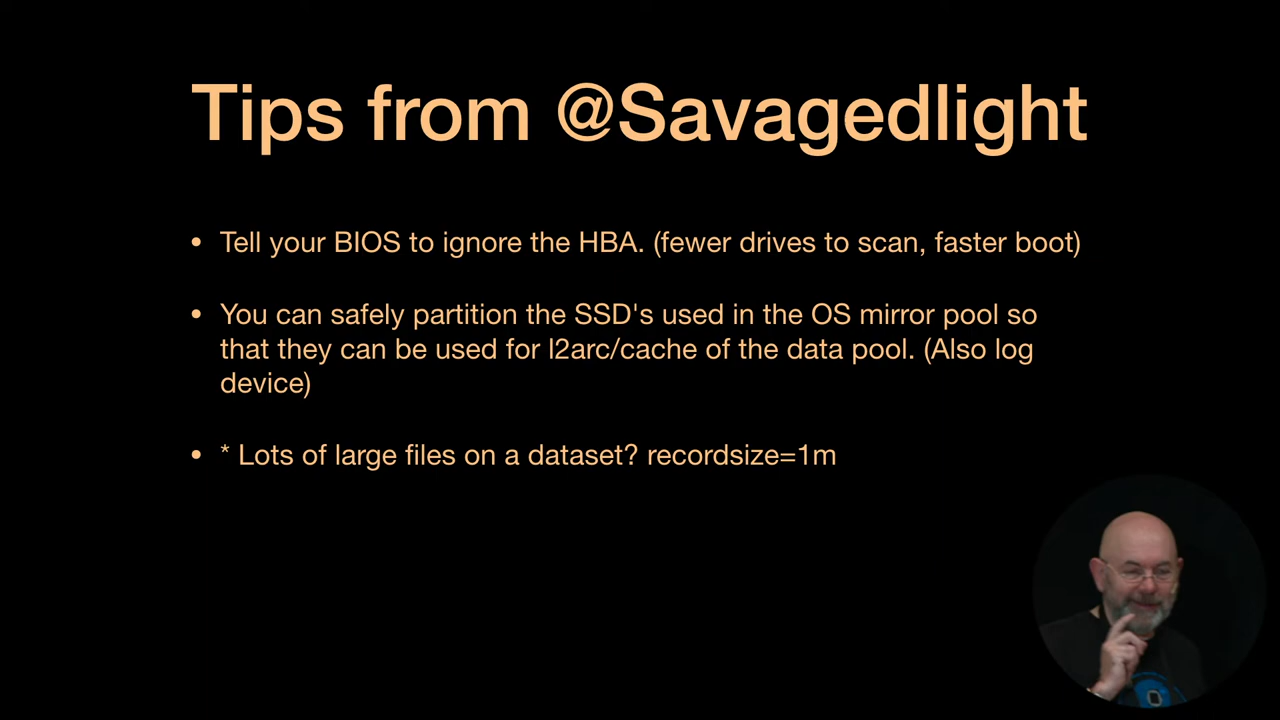 Tips from @Savagedlight
• Tell your BIOS to ignore the HBA. (fewer drives to scan, faster boot)
• You can safely partition the SSD's used in the OS mirror pool so
that they can be used for l2arc/cache of the data pool. (Also log
device)
• * Lots of large files on a dataset? recordsize=1m